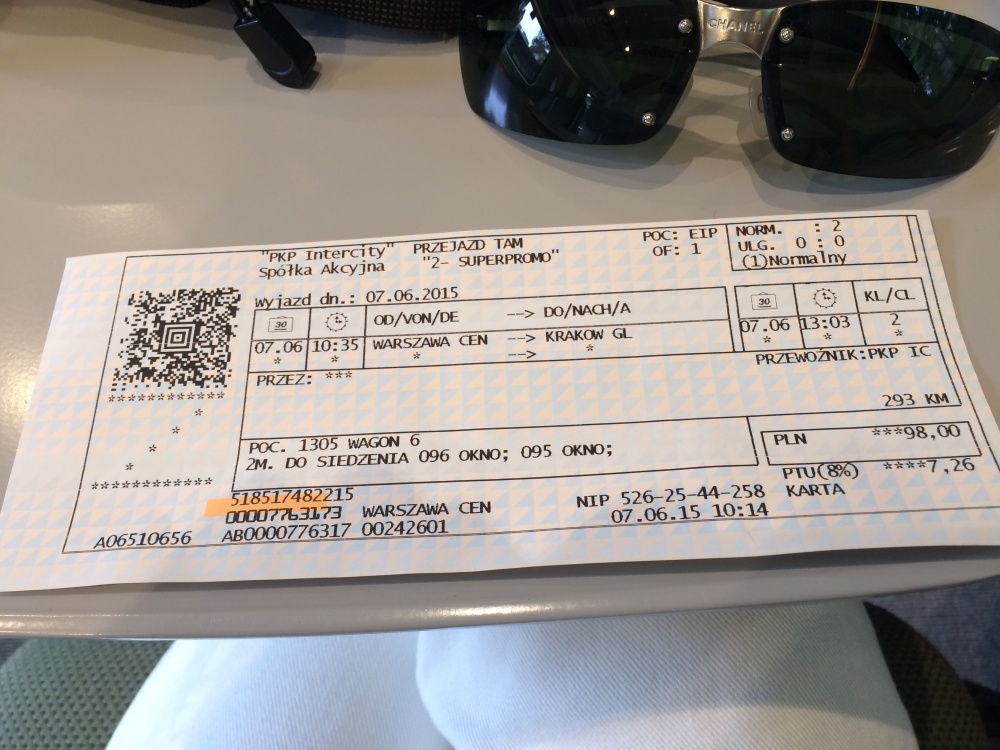 CHANEL
"PKP Intercity" PRZEJAZD TAM
Spółka Akcyjna "2- SUPERPROMO"
POC: EIP
OF: 1
NORM. : 2
ULG. 0 : 0
(1)Normalny
Wyjazd dn.: 07.06.2015
30 OD/VON/DE --> DO/NACH/A 30 KL/CL
07.06 10:35 WARSZAWA CEN --> KRAKOW GL 07.06 13:03 2
* * * --> * * * *
PRZEZ: ***
PRZEWOŹNIK:PKP IC
293 KM
***********
*
*
*
************
POC. 1305 WAGON 6
2M. DO SIEDZENIA 096 OKNO; 095 OKNO;
PLN ***98,00
PTU(8%) ****7,26
518517482215
00007763173 WARSZAWA CEN
NIP 526-25-44-258 KARTA
07.06.15 10:14
A06510656 AB0000776317 00242601